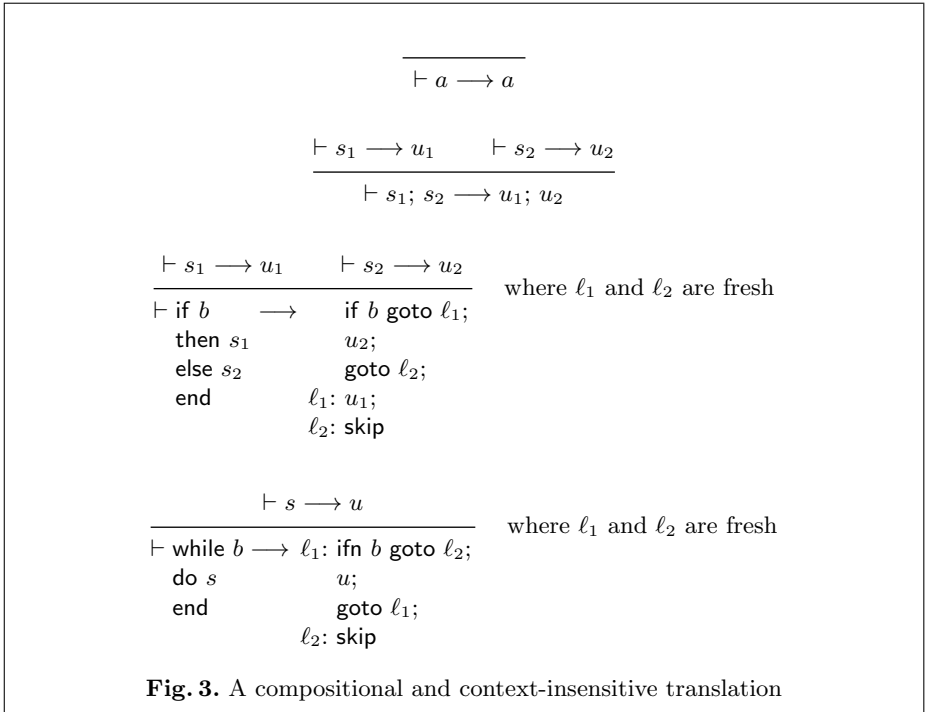 ⊢ a ⟶ a
⊢ s₁ ⟶ u₁ ⊢ s₂ ⟶ u₂
⊢ s₁; s₂ ⟶ u₁; u₂
⊢ s₁ ⟶ u₁ ⊢ s₂ ⟶ u₂ where ℓ₁ and ℓ₂ are fresh
⊢ if b ⟶ if b goto ℓ₁;
then s₁ u₂;
else s₂ goto ℓ₂;
end ℓ₁: u₁;
ℓ₂: skip
⊢ s ⟶ u where ℓ₁ and ℓ₂ are fresh
⊢ while b ⟶ ℓ₁: ifn b goto ℓ₂;
do s u;
end goto ℓ₁;
ℓ₂: skip
Fig. 3. A compositional and context-insensitive translation